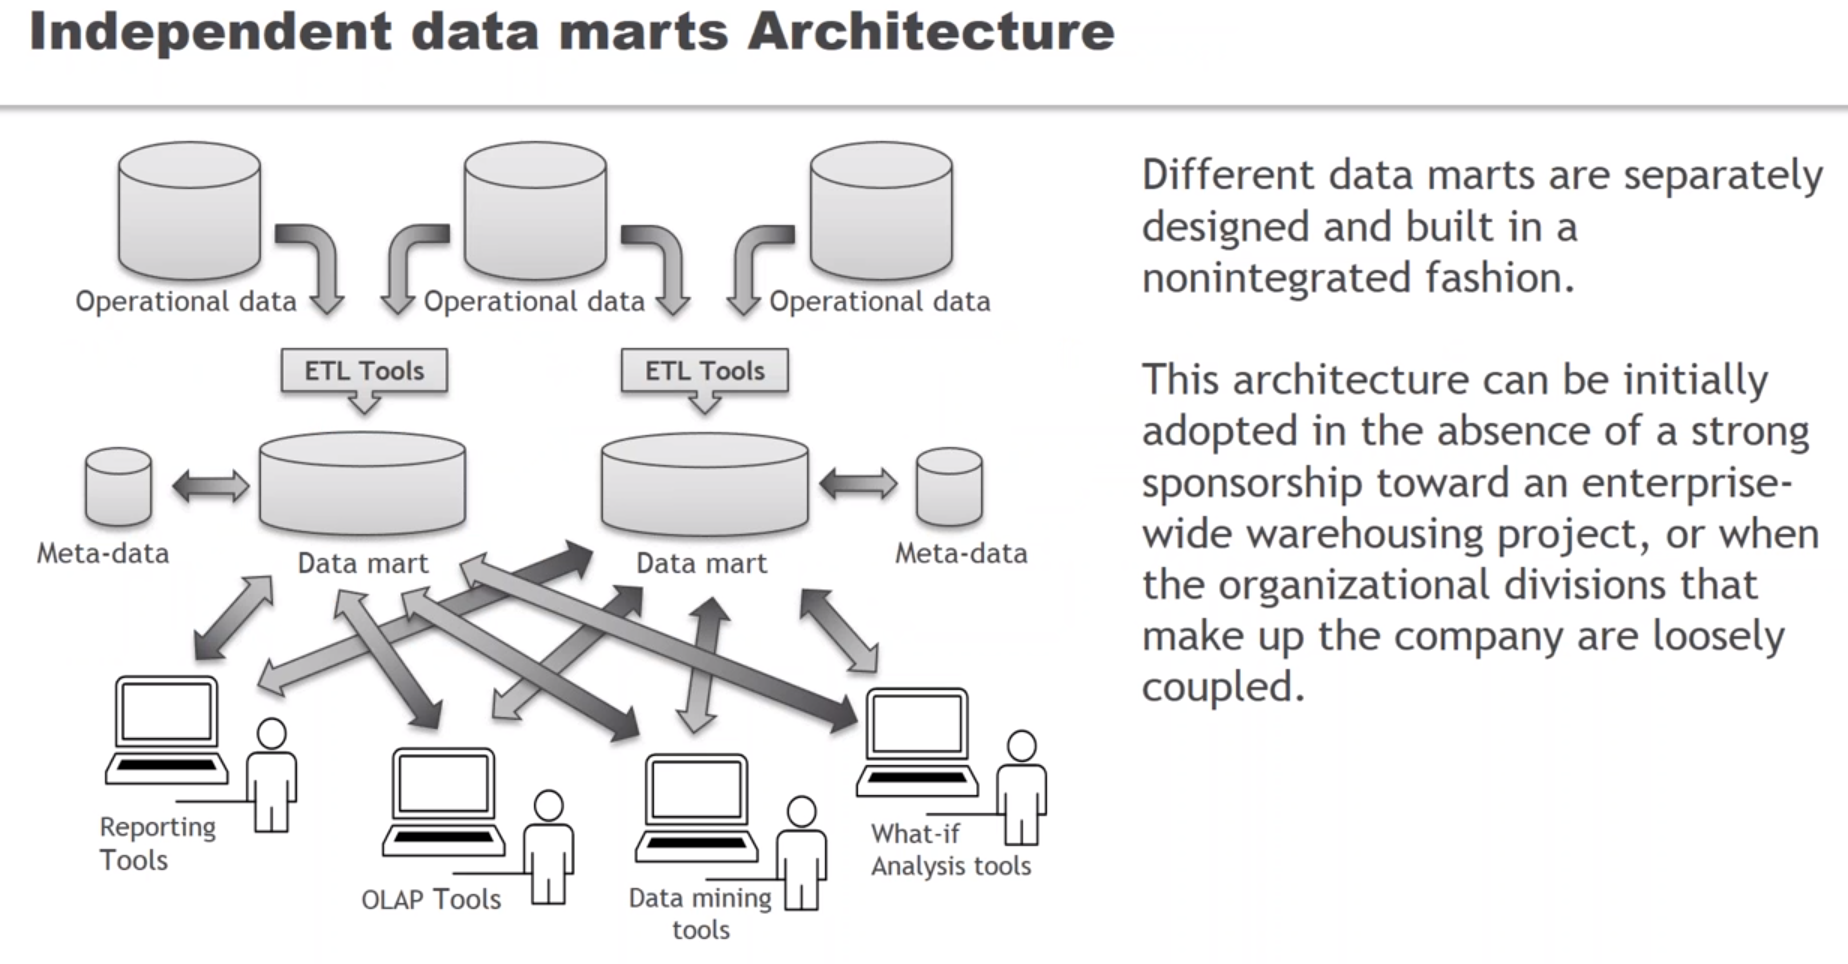 Independent data marts Architecture
Operational data
Operational data
Operational data
ETL Tools
ETL Tools
Meta-data
Data mart
Data mart
Meta-data
Reporting
Tools
OLAP Tools
Data mining
tools
What-if
Analysis tools
Different data marts are separately
designed and built in a
nonintegrated fashion.
This architecture can be initially
adopted in the absence of a strong
sponsorship toward an enterprise-
wide warehousing project, or when
the organizational divisions that
make up the company are loosely
coupled.